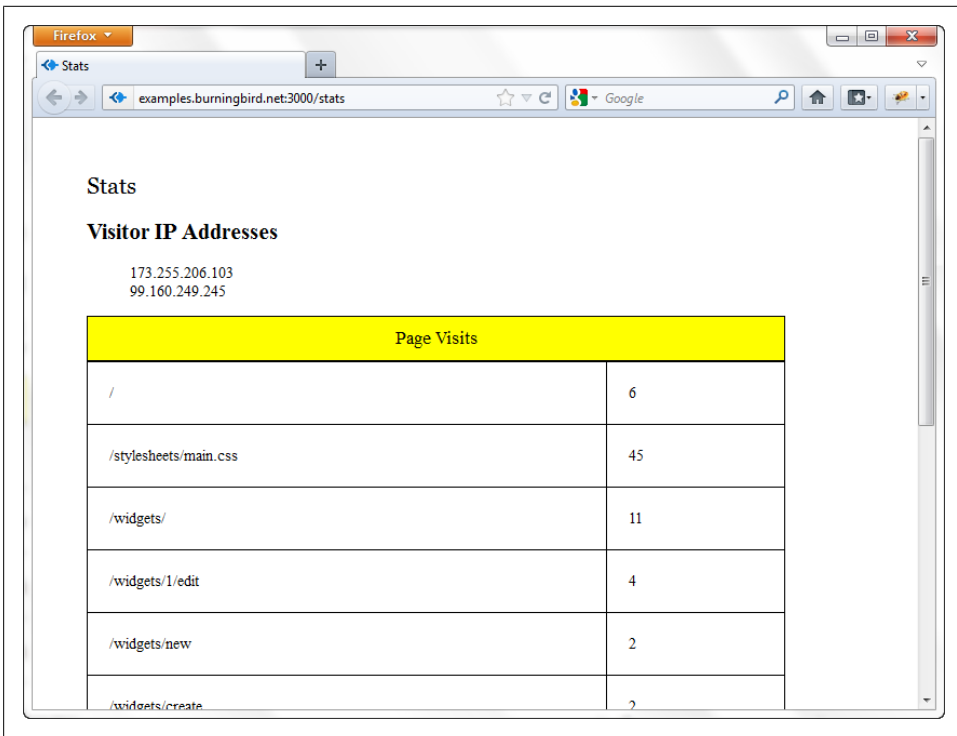 Firefox
Stats
examples.burningbird.net:3000/stats
Google
Stats
Visitor IP Addresses
173.255.206.103
99.160.249.245
Page Visits
/ 6
/stylesheets/main.css 45
/widgets/ 11
/widgets/1/edit 4
/widgets/new 2
/widgets/create 2